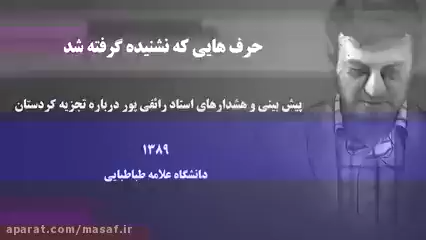 حرف هایی که نشنیده گرفته شد
پیش بینی و هشدارهای استاد رائفی پور درباره تجزیه کردستان
۱۳۸۹
دانشگاه علامه طباطبایی
aparat.com/masaf.ir